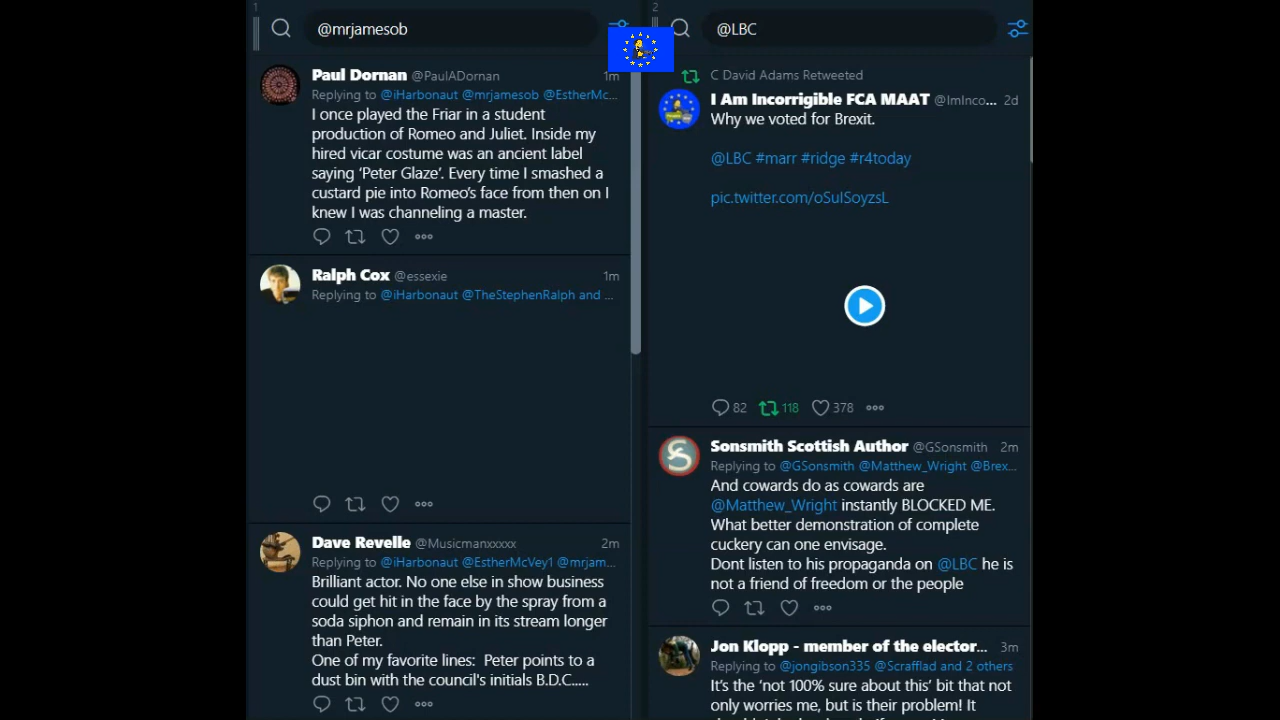 1
@mrjamesob
Paul Dornan @PaulADornan 1m
Replying to @iHarbonaut @mrjamesob @EstherMc...
I once played the Friar in a student
production of Romeo and Juliet. Inside my
hired vicar costume was an ancient label
saying ‘Peter Glaze’. Every time I smashed a
custard pie into Romeo’s face from then on I
knew I was channeling a master.
Ralph Cox @essexie 1m
Replying to @iHarbonaut @TheStephenRalph and ...
Dave Revelle @Musicmanxxxxx 2m
Replying to @iHarbonaut @EstherMcVey1 @mrjam...
Brilliant actor. No one else in show business
could get hit in the face by the spray from a
soda siphon and remain in its stream longer
than Peter.
One of my favorite lines: Peter points to a
dust bin with the council's initials B.D.C.....
2
@LBC
C David Adams Retweeted
I Am Incorrigible FCA MAAT @ImInco... 2d
Why we voted for Brexit.
@LBC #marr #ridge #r4today
pic.twitter.com/oSulSoyzsL
82 118 378
Sonsmith Scottish Author @GSonsmith 2m
Replying to @GSonsmith @Matthew_Wright @Brex...
And cowards do as cowards are
@Matthew_Wright instantly BLOCKED ME.
What better demonstration of complete
cuckery can one envisage.
Dont listen to his propaganda on @LBC he is
not a friend of freedom or the people
Jon Klopp - member of the elector... 3m
Replying to @jongibson335 @Scrafflad and 2 others
It’s the ‘not 100% sure about this’ bit that not
only worries me, but is their problem! It